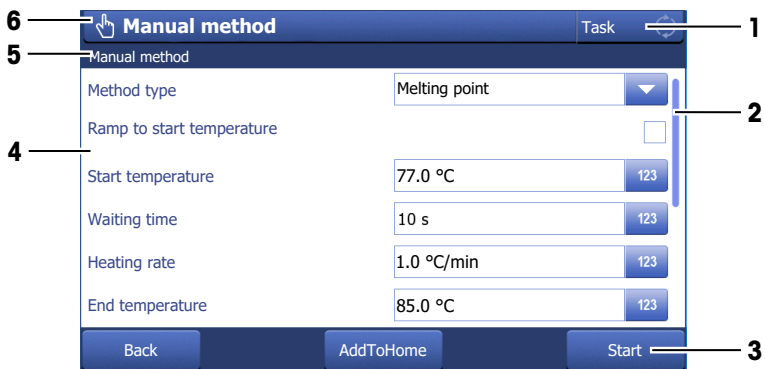 6 Manual method Task 1
5 Manual method
Method type Melting point
2
Ramp to start temperature
4
Start temperature 77.0 °C 123
Waiting time 10 s 123
Heating rate 1.0 °C/min 123
End temperature 85.0 °C 123
Back AddToHome Start 3